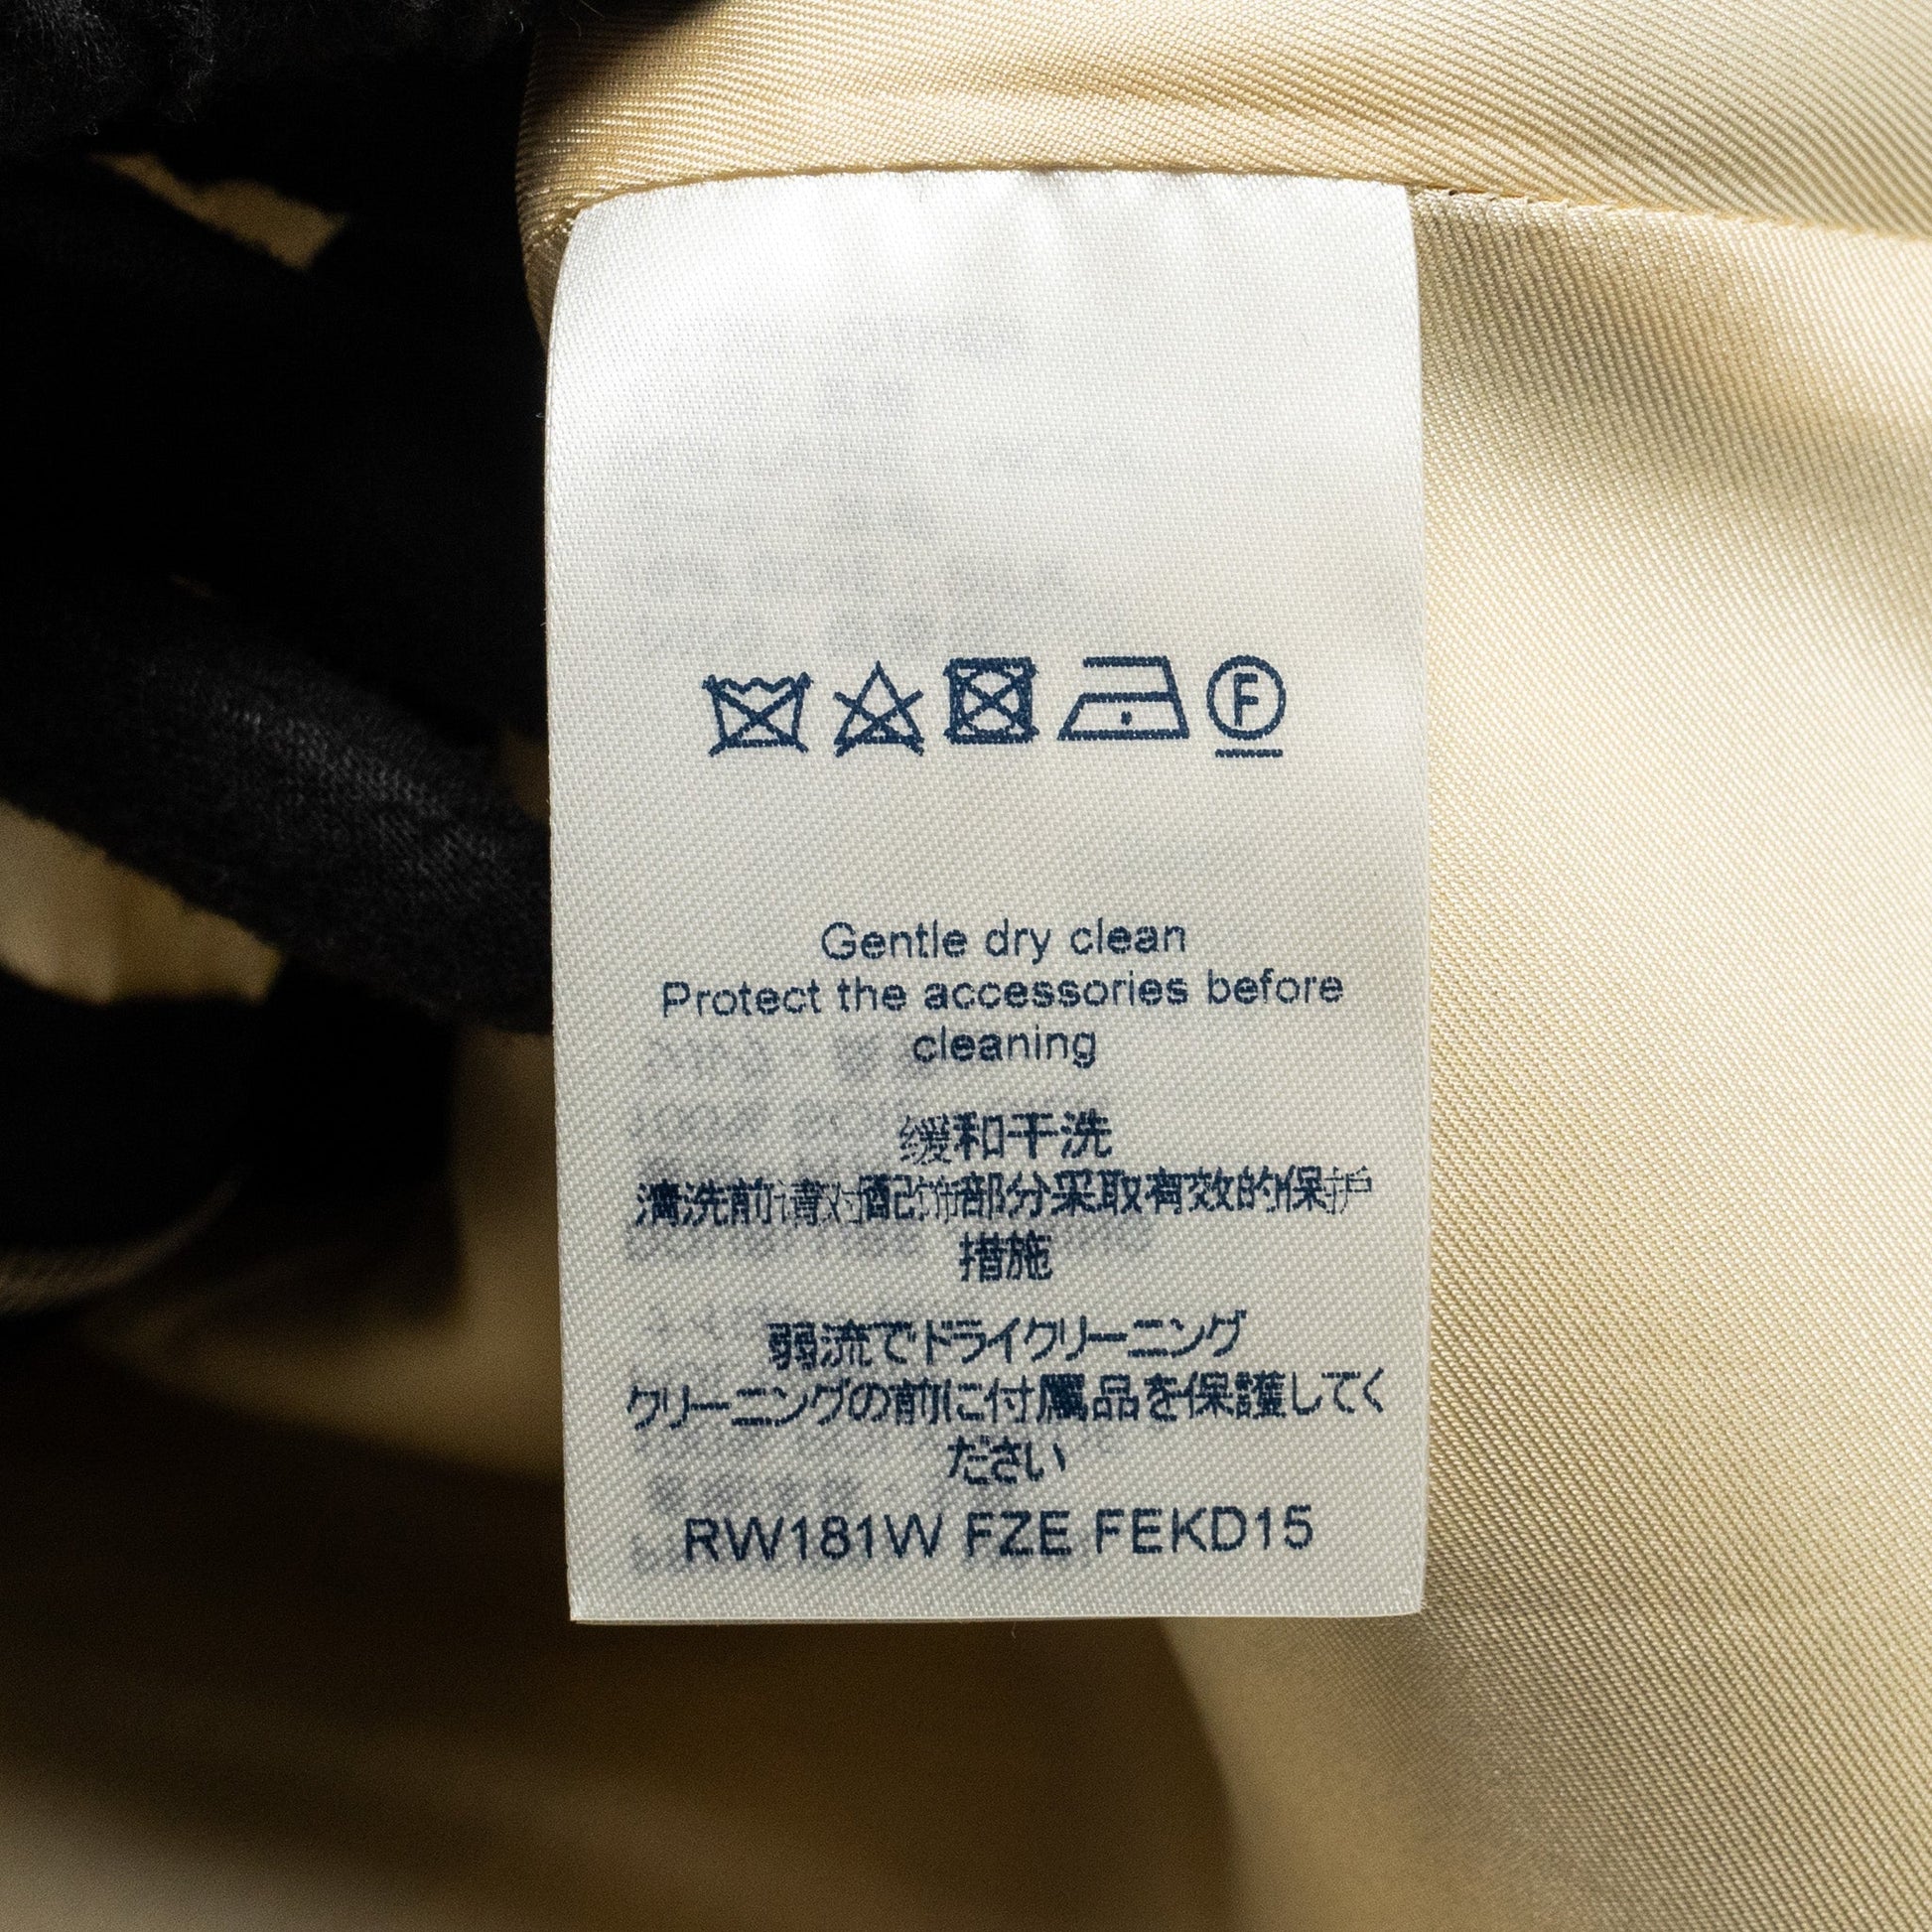 F
Gentle dry clean
Protect the accessories before
cleaning
缓和干洗
清洗前请对配饰部分采取有效的保护
措施
弱流でドライクリーニング
クリーニングの前に付属品を保護してく
ださい
RW181W FZE FEKD15